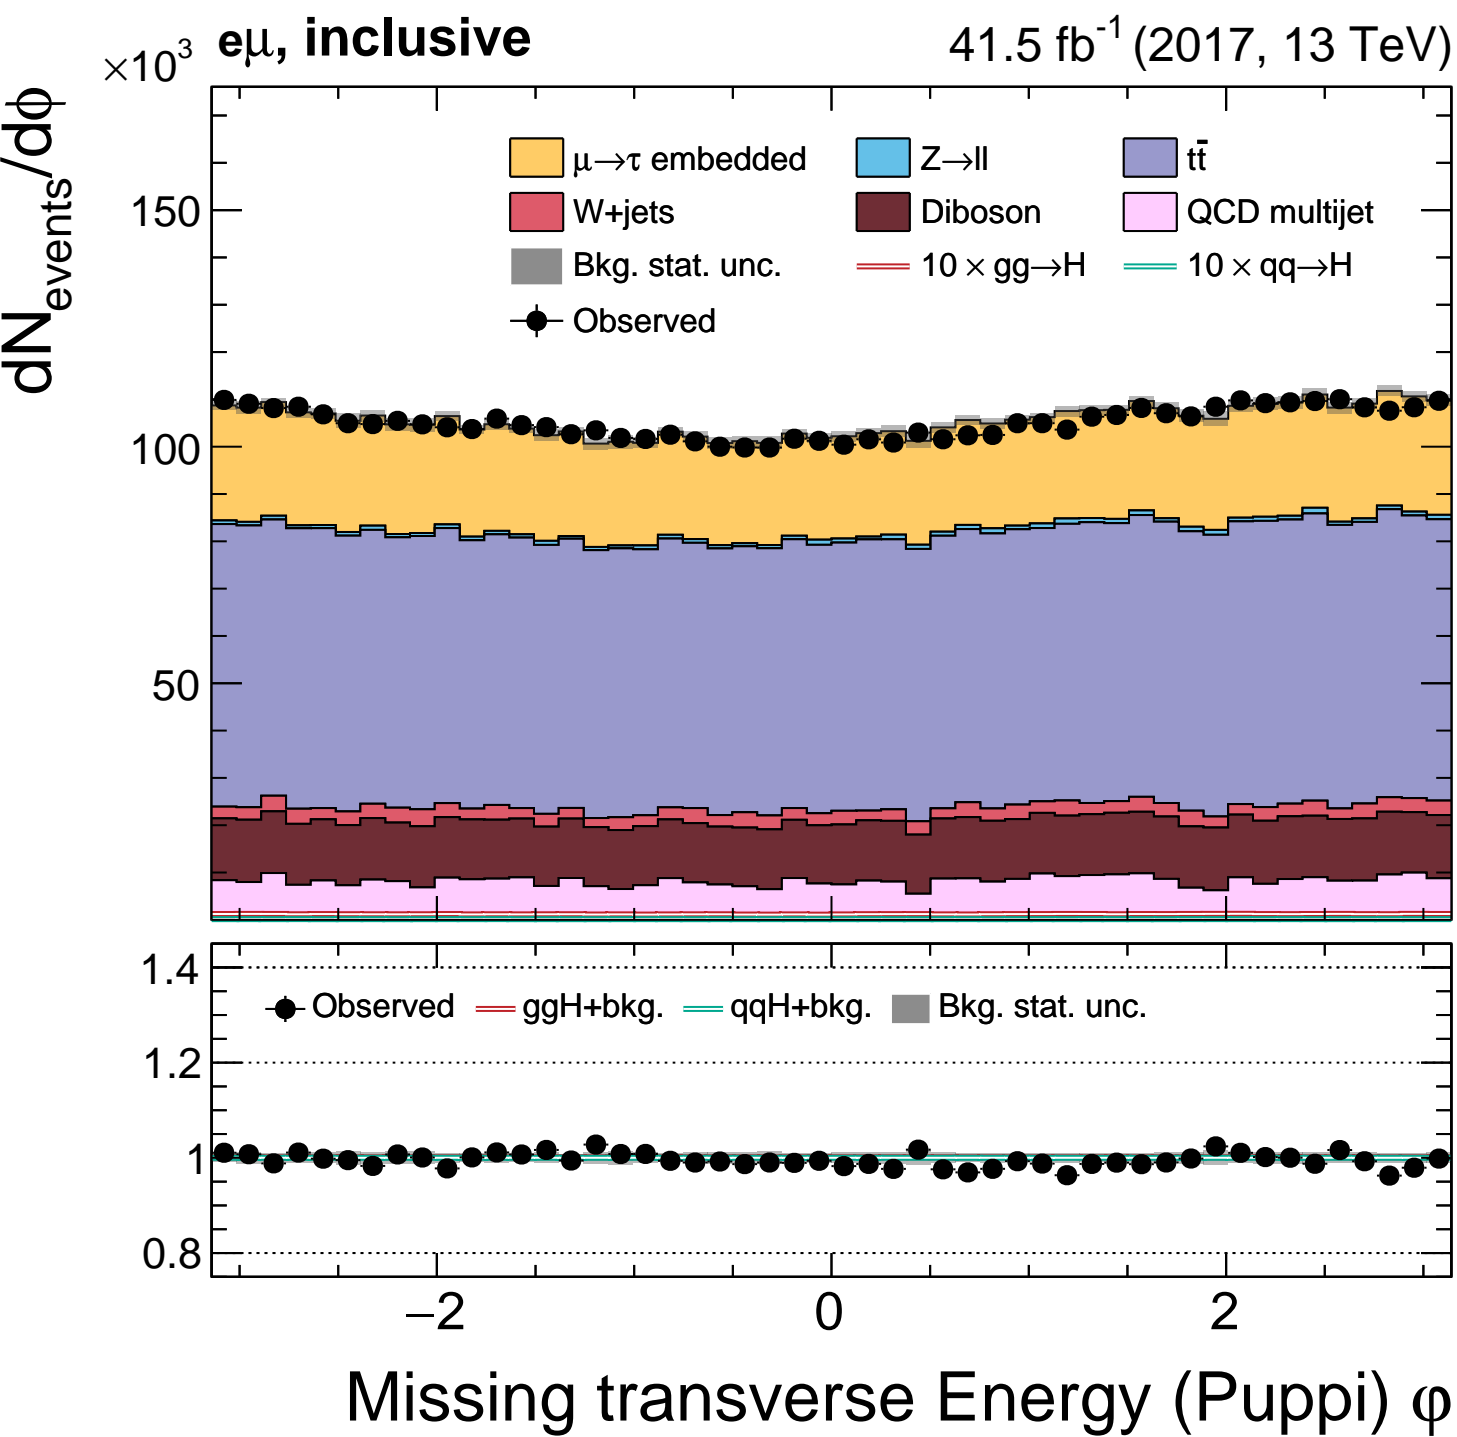 ×10³ eμ, inclusive 41.5 fb⁻¹ (2017, 13 TeV)
dN_events/dϕ
μ→τ embedded Z→ll tt̄
W+jets Diboson QCD multijet
Bkg. stat. unc. 10 × gg→H 10 × qq→H
Observed
150
100
50
1.4
Observed ggH+bkg. qqH+bkg. Bkg. stat. unc.
1.2
1
0.8
−2 0 2
Missing transverse Energy (Puppi) φ